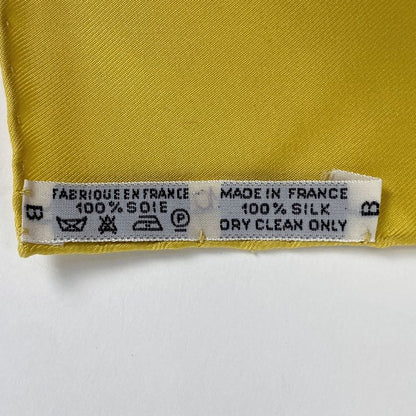 FABRIQUE EN FRANCE
100% SOIE
P
MADE IN FRANCE
100% SILK
DRY CLEAN ONLY
B
B